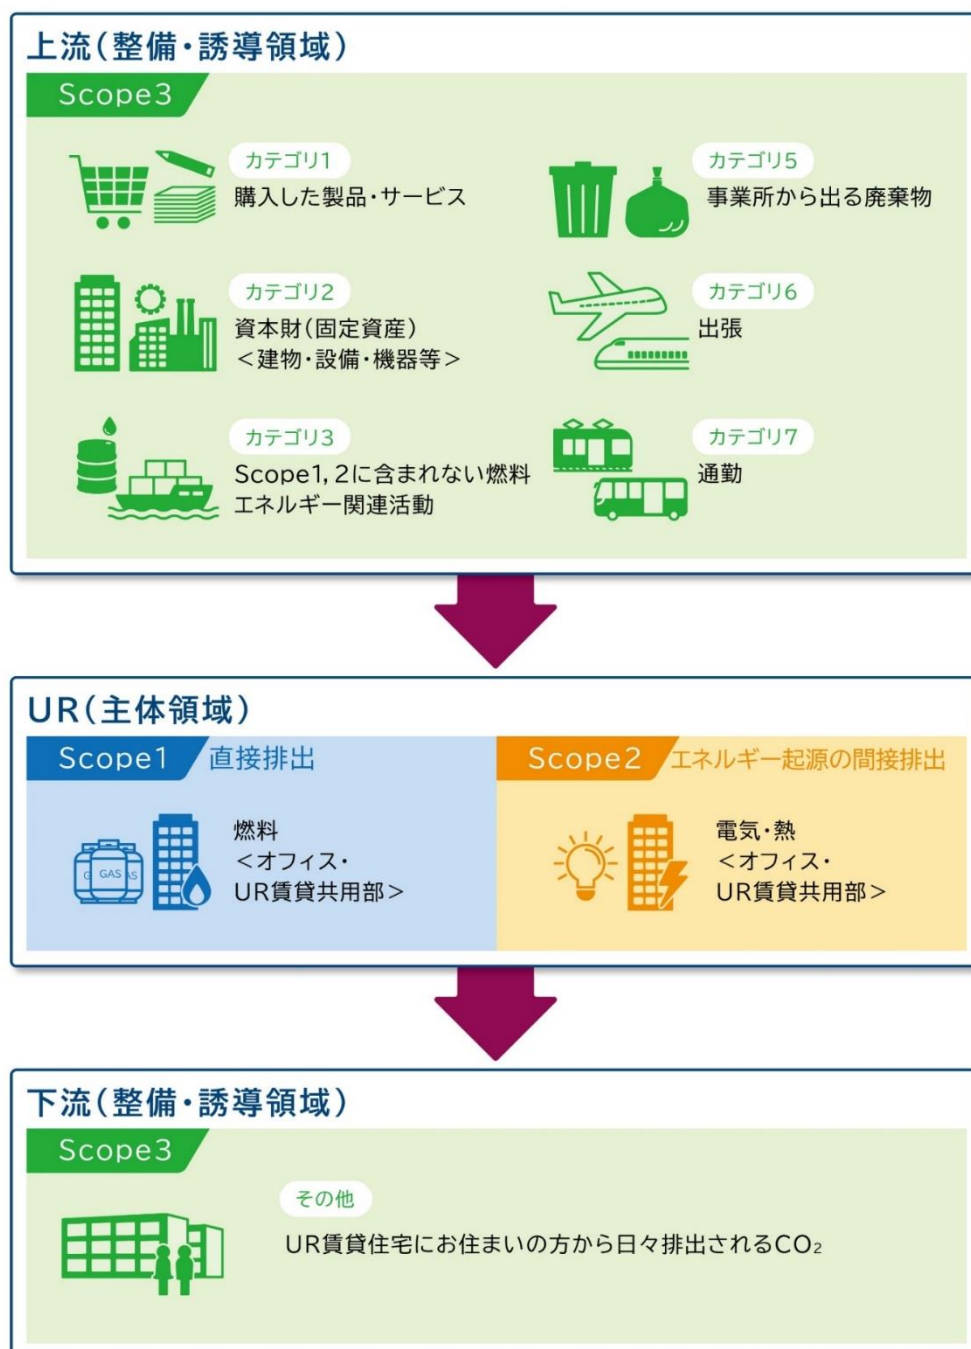 上流(整備・誘導領域)
Scope3
カテゴリ1
購入した製品・サービス
カテゴリ2
資本財(固定資産)
<建物・設備・機器等>
カテゴリ3
Scope1,2に含まれない燃料
エネルギー関連活動
カテゴリ5
事業所から出る廃棄物
カテゴリ6
出張
カテゴリ7
通勤
UR(主体領域)
Scope1 直接排出
GAS
燃料
<オフィス・
UR賃貸共用部>
Scope2 エネルギー起源の間接排出
電気・熱
<オフィス・
UR賃貸共用部>
下流(整備・誘導領域)
Scope3
その他
UR賃貸住宅にお住まいの方から日々排出されるCO₂